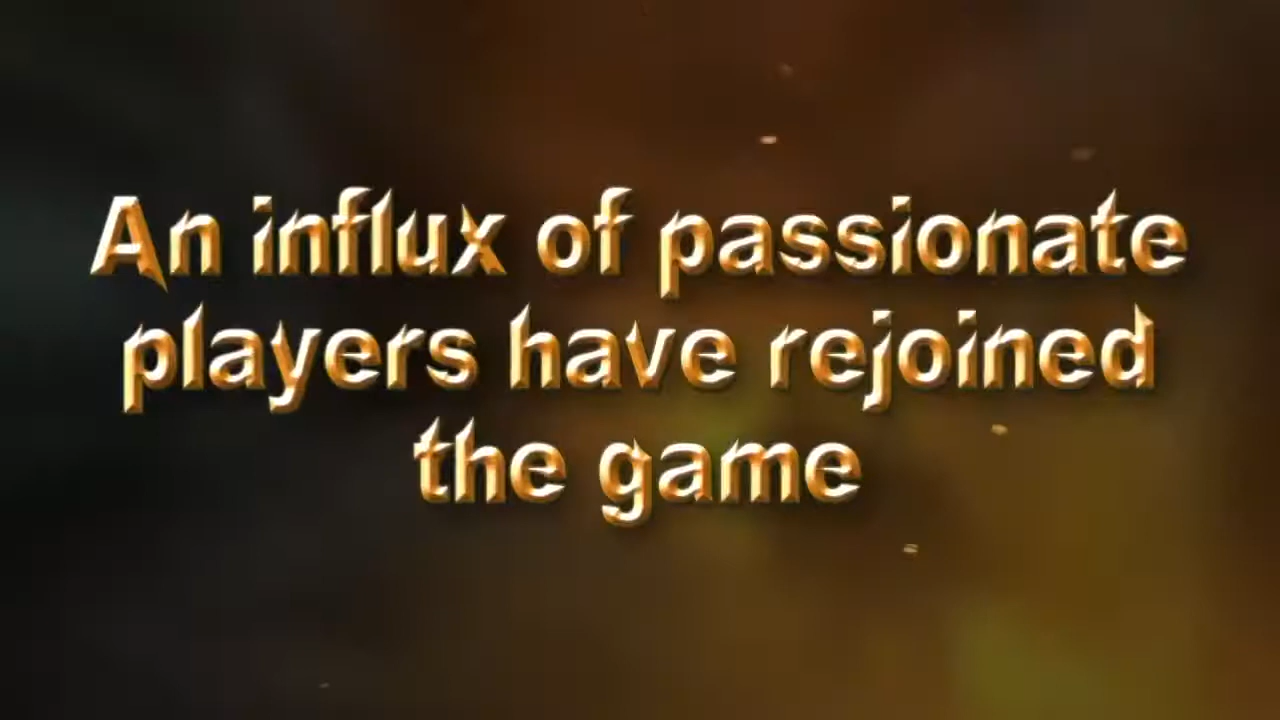 An influx of passionate
players have rejoined
the game